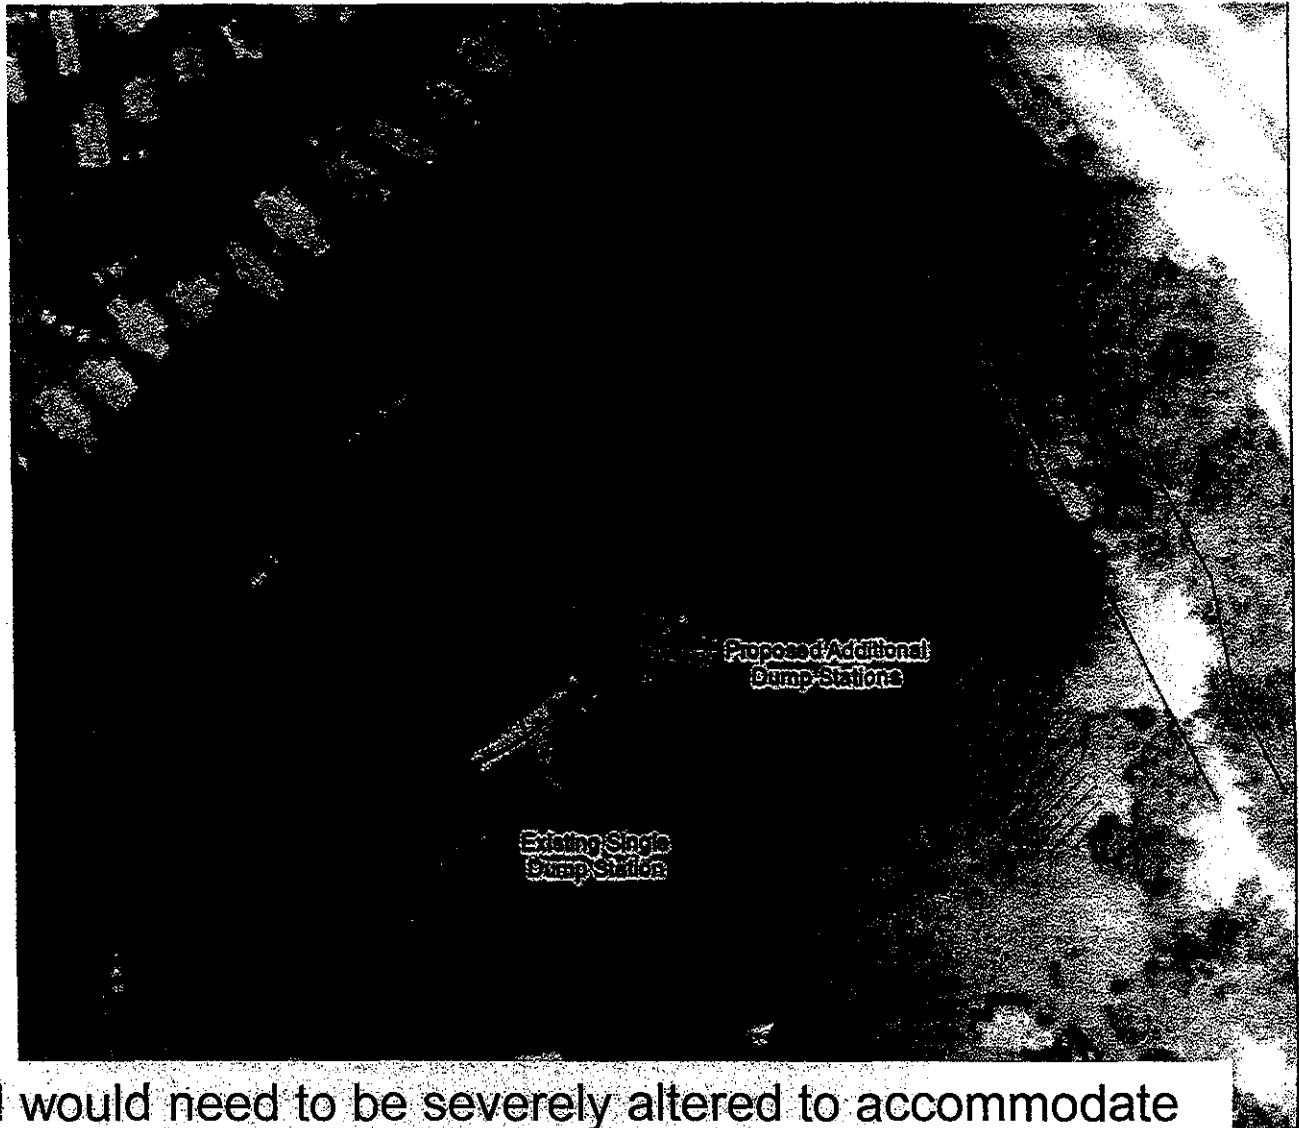 Proposed Additional
Dump Stations
Existing Single
Dump Station
would need to be severely altered to accommodate